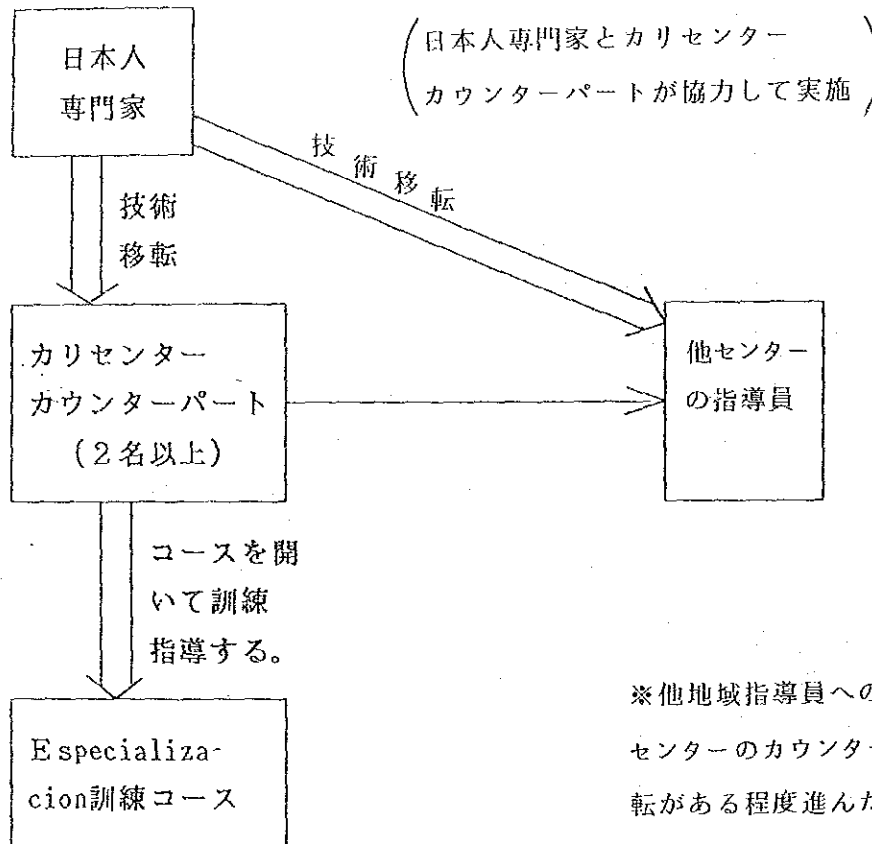 日本人
専門家
日本人専門家とカリセンター
カウンターパートが協力して実施
技術移転
技術
移転
カリセンター
カウンターパート
(2名以上)
他センター
の指導員
コースを開
いて訓練
指導する。
Especializa-
cion訓練コース
※他地域指導員への
センターのカウンター
転がある程度進んだ